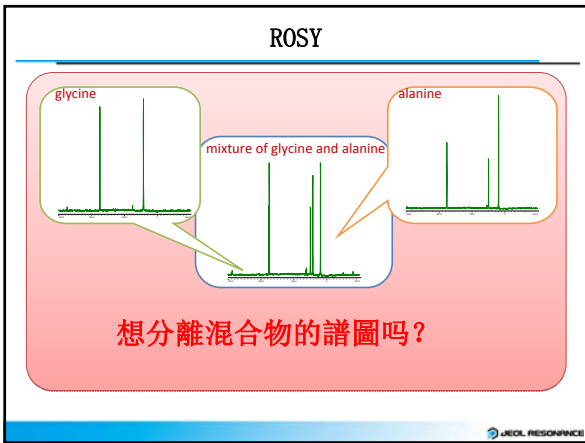 ROSY
glycine
alanine
mixture of glycine and alanine
想分離混合物的譜圖吗?
JEOL RESONANCE